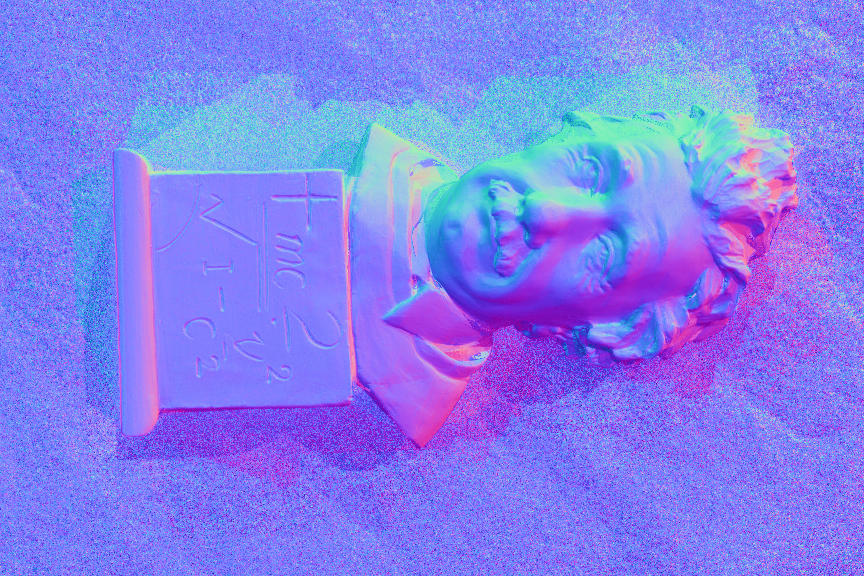 + mc2
√1 - v²
c²